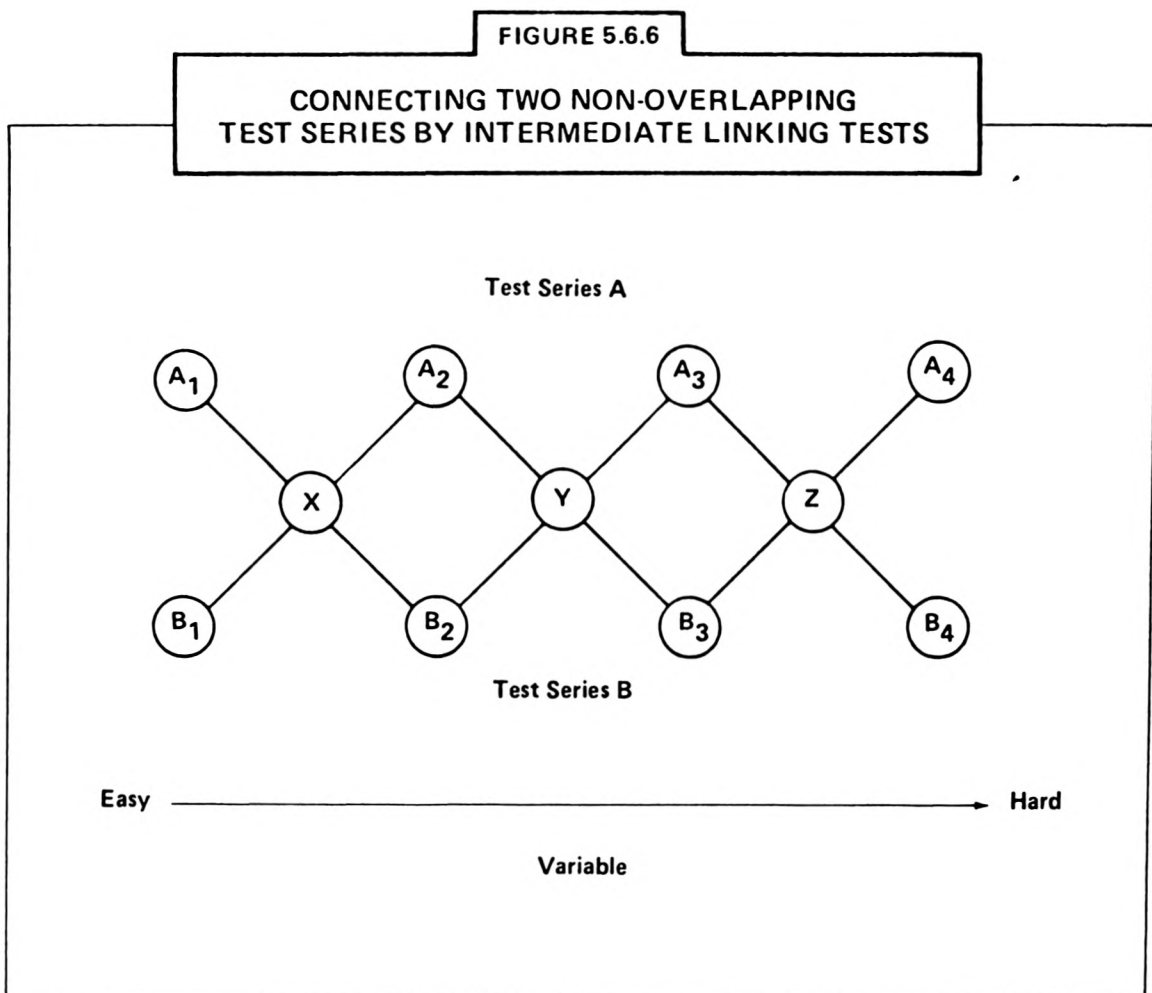 FIGURE 5.6.6
CONNECTING TWO NON-OVERLAPPING
TEST SERIES BY INTERMEDIATE LINKING TESTS
Test Series A
A1 A2 A3 A4
X Y Z
B1 B2 B3 B4
Test Series B
Easy Hard
Variable